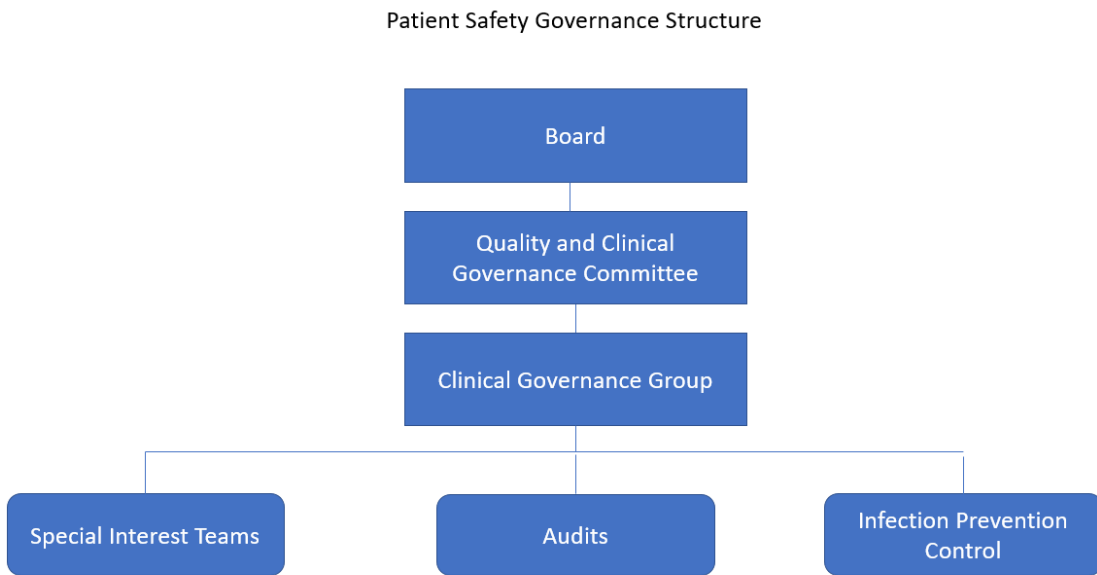 Patient Safety Governance Structure
Board
Quality and Clinical
Governance Committee
Clinical Governance Group
Special Interest Teams
Audits
Infection Prevention
Control